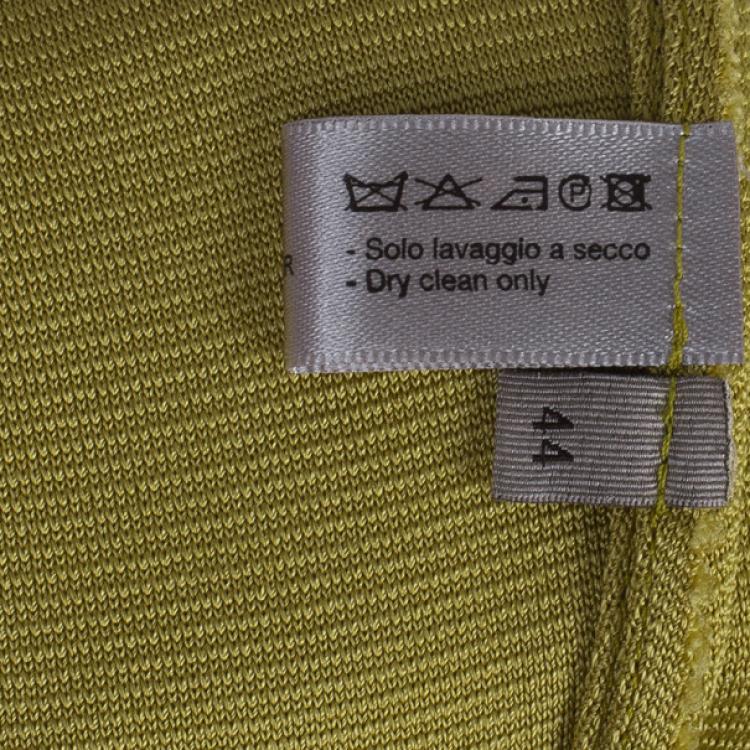 - Solo lavaggio a secco
- Dry clean only
R
44